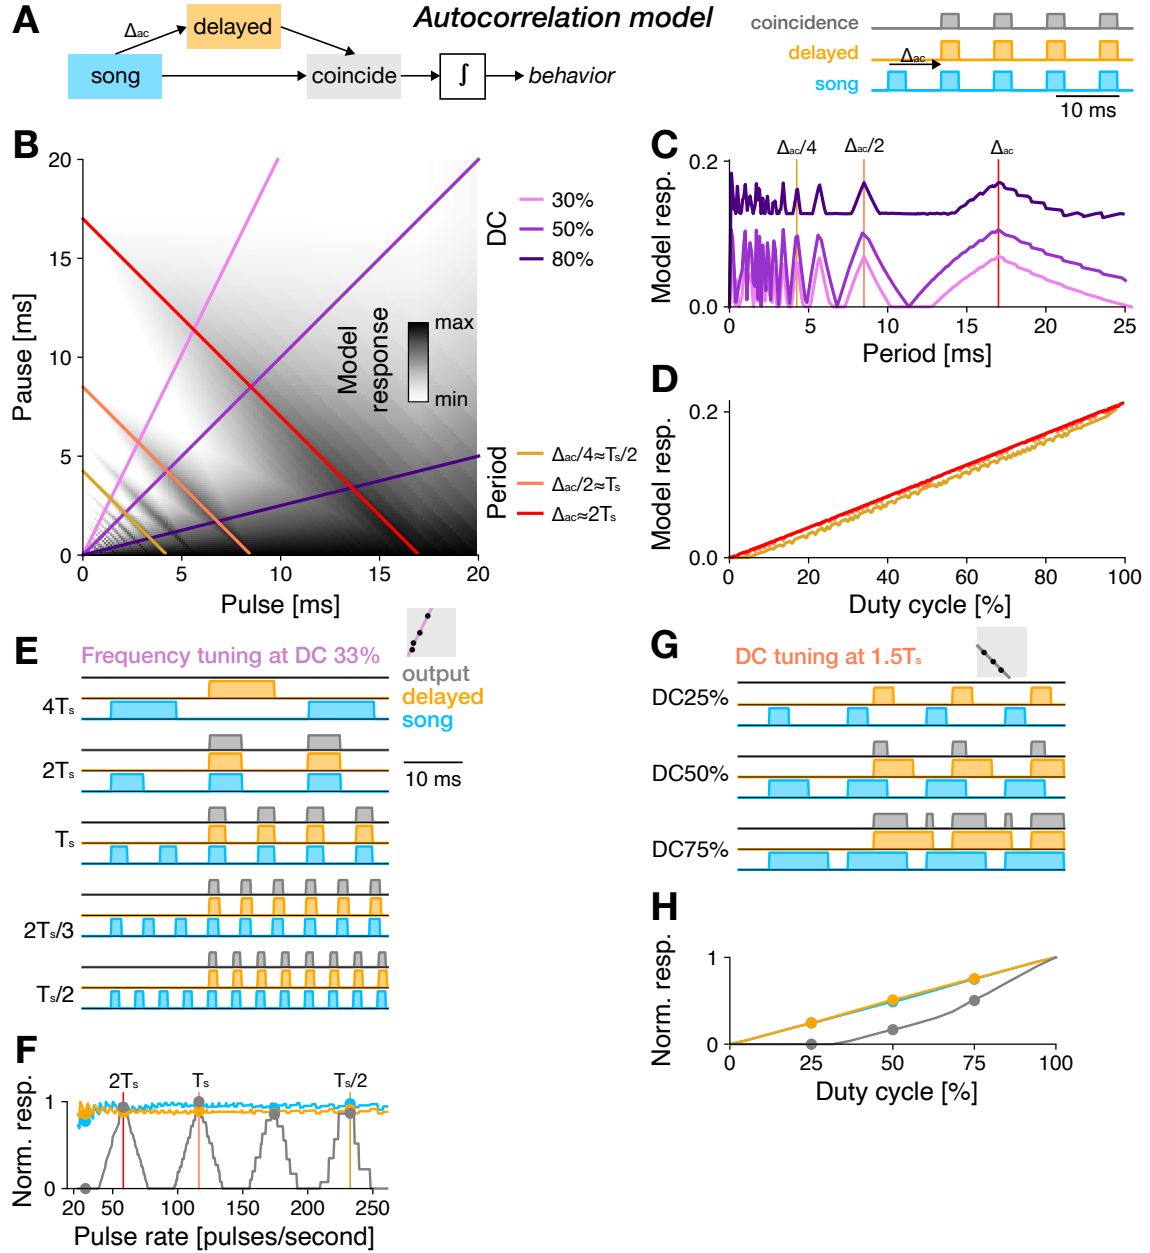 A
Autocorrelation model
Δac
delayed
song
coincide
∫
behavior
coincidence
delayed
Δac
song
10 ms
B
20
15
10
5
0
0
5
10
15
20
Pause [ms]
Pulse [ms]
DC
30%
50%
80%
Model response
max
min
Period
Δac/4≈Ts/2
Δac/2≈Ts
Δac≈2Ts
C
Δac/4
Δac/2
Δac
0.2
0.0
Model resp.
0
5
10
15
20
25
Period [ms]
D
0.2
0.0
Model resp.
0
20
40
60
80
100
Duty cycle [%]
E
Frequency tuning at DC 33%
output
delayed
song
10 ms
4Ts
2Ts
Ts
2Ts/3
Ts/2
F
2Ts
Ts
Ts/2
1
0
Norm. resp.
20
50
100
150
200
250
Pulse rate [pulses/second]
G
DC tuning at 1.5Ts
DC25%
DC50%
DC75%
H
1
0
Norm. resp.
0
25
50
75
100
Duty cycle [%]